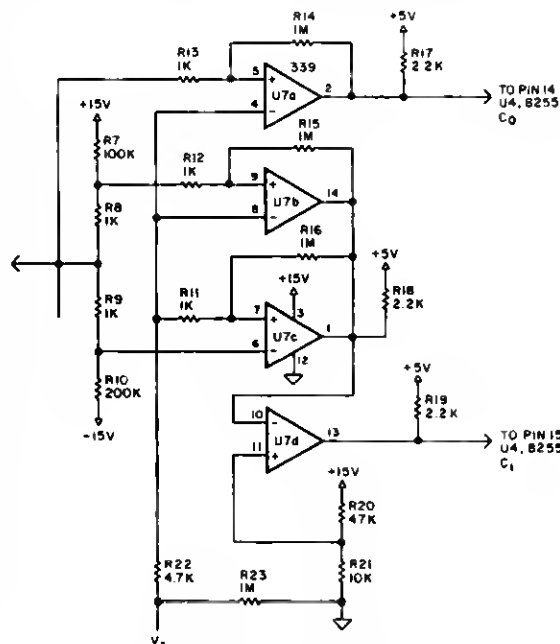 R14
1M
+5V
R13
1K
R17
2.2K
339
5
+
U7a
2
4
−
TO PIN 14
U4, 8255
C0
+15V
R7
100K
R15
1M
R12
1K
9
+
U7b
14
8
−
R8
1K
R16
1M
+5V
+15V
R11
1K
R18
2.2K
R9
1K
7
+
3
U7c
1
6
−
12
R10
200K
−15V
+5V
R19
2.2K
10
−
U7d
13
11
+
TO PIN 15
U4, 8255
C1
+15V
R20
47K
R22
4.7K
R23
1M
R21
10K